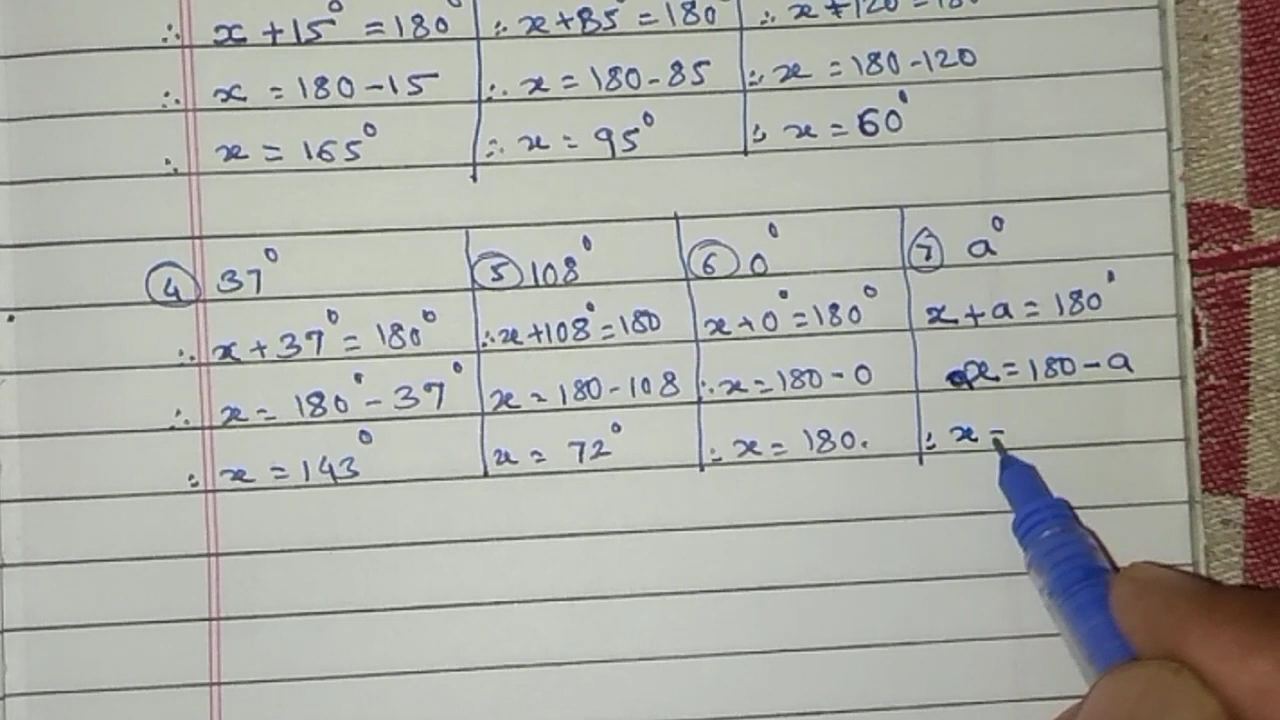 ∴ x + 15° = 180°
∴ x = 180 - 15
∴ x = 165°
∴ x + 85° = 180°
∴ x = 180 - 85
∴ x = 95°
∴ x + 120 = 180
∴ x = 180 - 120
∴ x = 60°
④ 37°
∴ x + 37° = 180°
∴ x = 180° - 37°
∴ x = 143°
⑤ 108°
∴ x + 108° = 180
x = 180 - 108
x = 72°
⑥ 0°
x + 0° = 180°
∴ x = 180 - 0
∴ x = 180.
⑦ a°
x + a = 180°
x = 180 - a
∴ x =